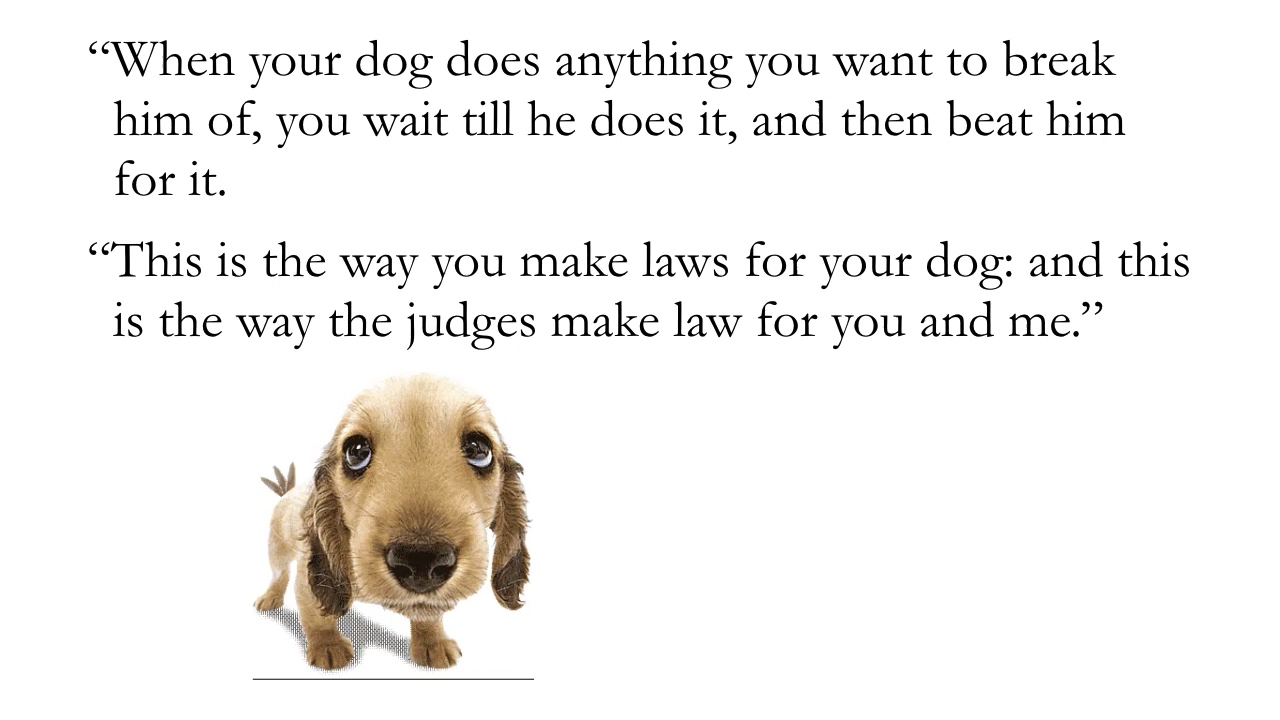 “When your dog does anything you want to break
him of, you wait till he does it, and then beat him
for it.
“This is the way you make laws for your dog: and this
is the way the judges make law for you and me.”